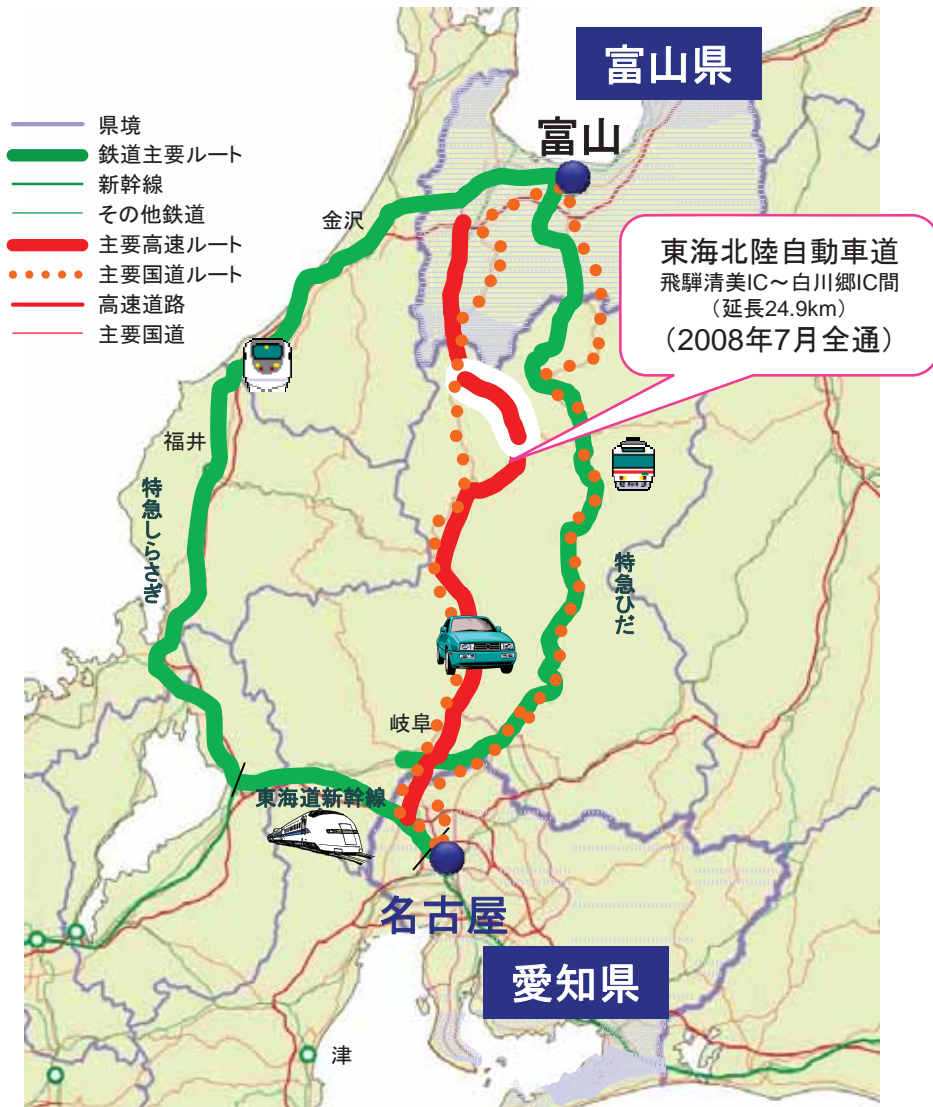 富山県
富山
県境
鉄道主要ルート
新幹線
その他鉄道
主要高速ルート
主要国道ルート
高速道路
主要国道
金沢
東海北陸自動車道
飛騨清美IC～白川郷IC間
（延長24.9km）
（2008年7月全通）
福井
特急しらさぎ
特急ひだ
岐阜
東海道新幹線
名古屋
愛知県
津